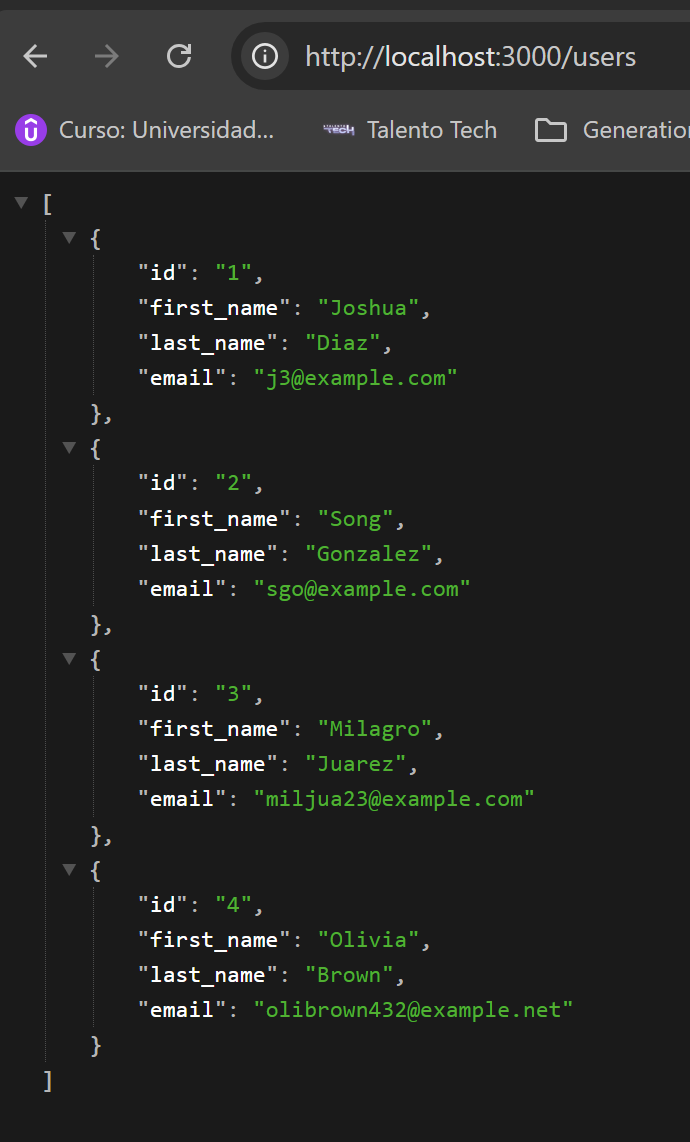 http://localhost:3000/users
Curso: Universidad... TECH Talento Tech Generation
[
{
"id": "1",
"first_name": "Joshua",
"last_name": "Diaz",
"email": "j3@example.com"
},
{
"id": "2",
"first_name": "Song",
"last_name": "Gonzalez",
"email": "sgo@example.com"
},
{
"id": "3",
"first_name": "Milagro",
"last_name": "Juarez",
"email": "miljua23@example.com"
},
{
"id": "4",
"first_name": "Olivia",
"last_name": "Brown",
"email": "olibrown432@example.net"
}
]